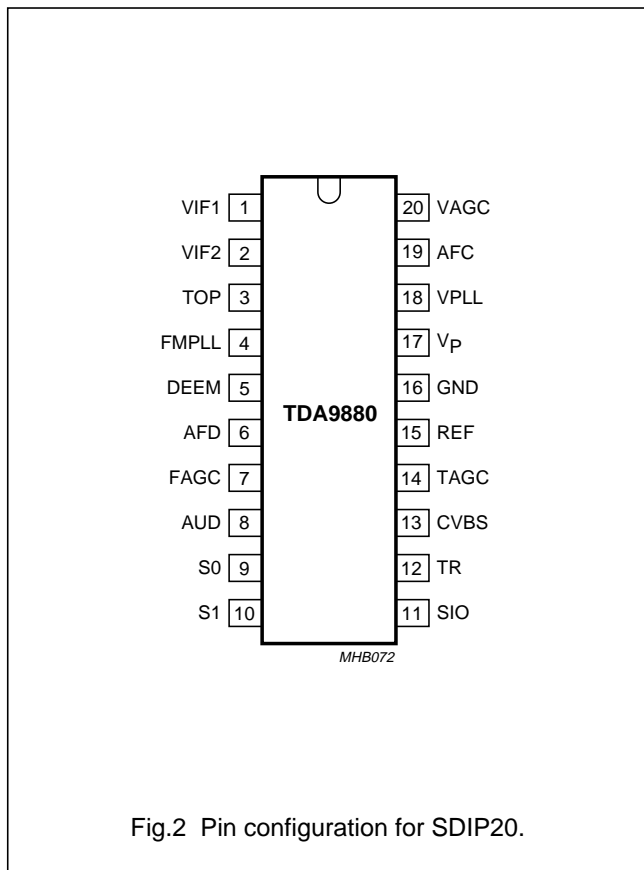 VIF1 1 20 VAGC
VIF2 2 19 AFC
TOP 3 18 VPLL
FMPLL 4 17 VP
DEEM 5 16 GND
TDA9880
AFD 6 15 REF
FAGC 7 14 TAGC
AUD 8 13 CVBS
S0 9 12 TR
S1 10 11 SIO
MHB072
Fig.2 Pin configuration for SDIP20.